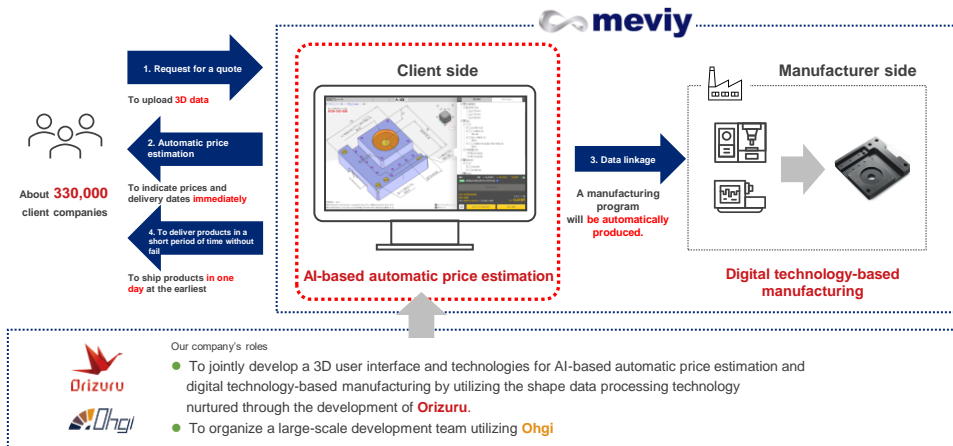 meviy
1. Request for a quote
To upload 3D data
2. Automatic price
estimation
To indicate prices and
delivery dates immediately
4. To deliver products in a
short period of time without
fail
To ship products in one
day at the earliest
About 330,000
client companies
Client side
AI-based automatic price estimation
3. Data linkage
A manufacturing
program
will be automatically
produced.
Manufacturer side
Digital technology-based
manufacturing
Orizuru
Ohgi
Our company's roles
To jointly develop a 3D user interface and technologies for AI-based automatic price estimation and
digital technology-based manufacturing by utilizing the shape data processing technology
nurtured through the development of Orizuru.
To organize a large-scale development team utilizing Ohgi